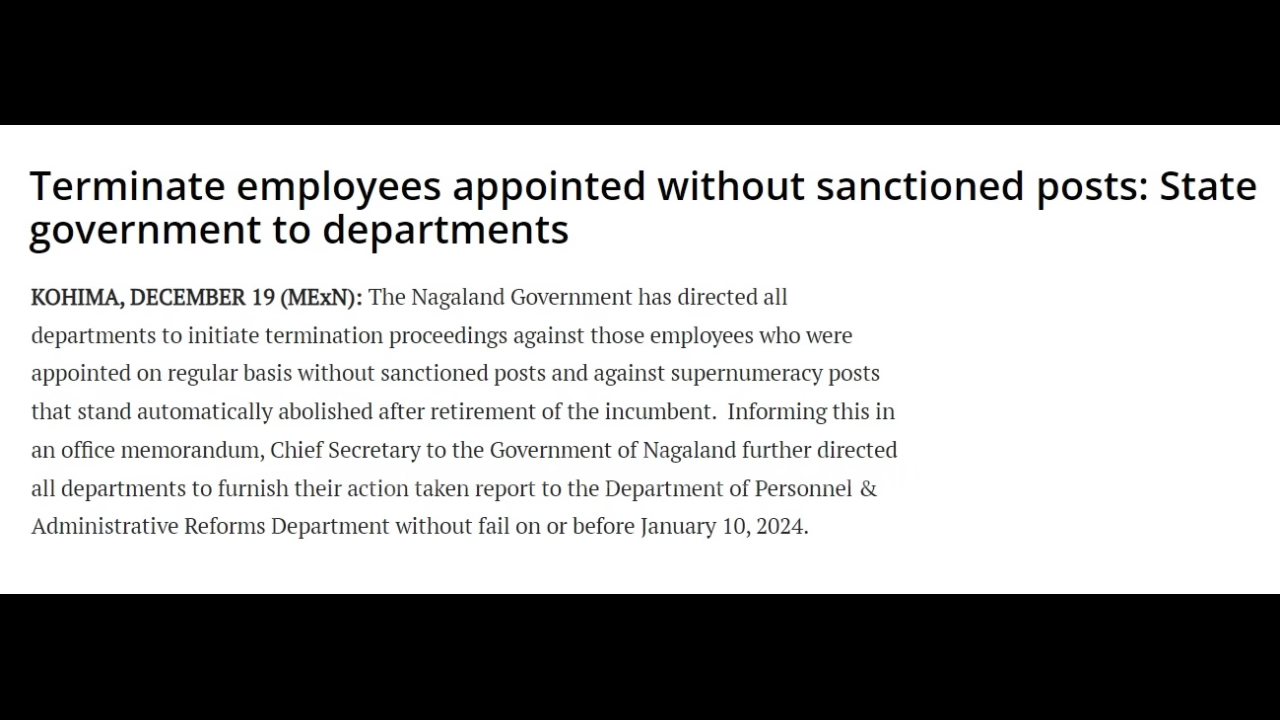 Terminate employees appointed without sanctioned posts: State
government to departments
KOHIMA, DECEMBER 19 (MExN): The Nagaland Government has directed all
departments to initiate termination proceedings against those employees who were
appointed on regular basis without sanctioned posts and against supernumeracy posts
that stand automatically abolished after retirement of the incumbent. Informing this in
an office memorandum, Chief Secretary to the Government of Nagaland further directed
all departments to furnish their action taken report to the Department of Personnel &
Administrative Reforms Department without fail on or before January 10, 2024.